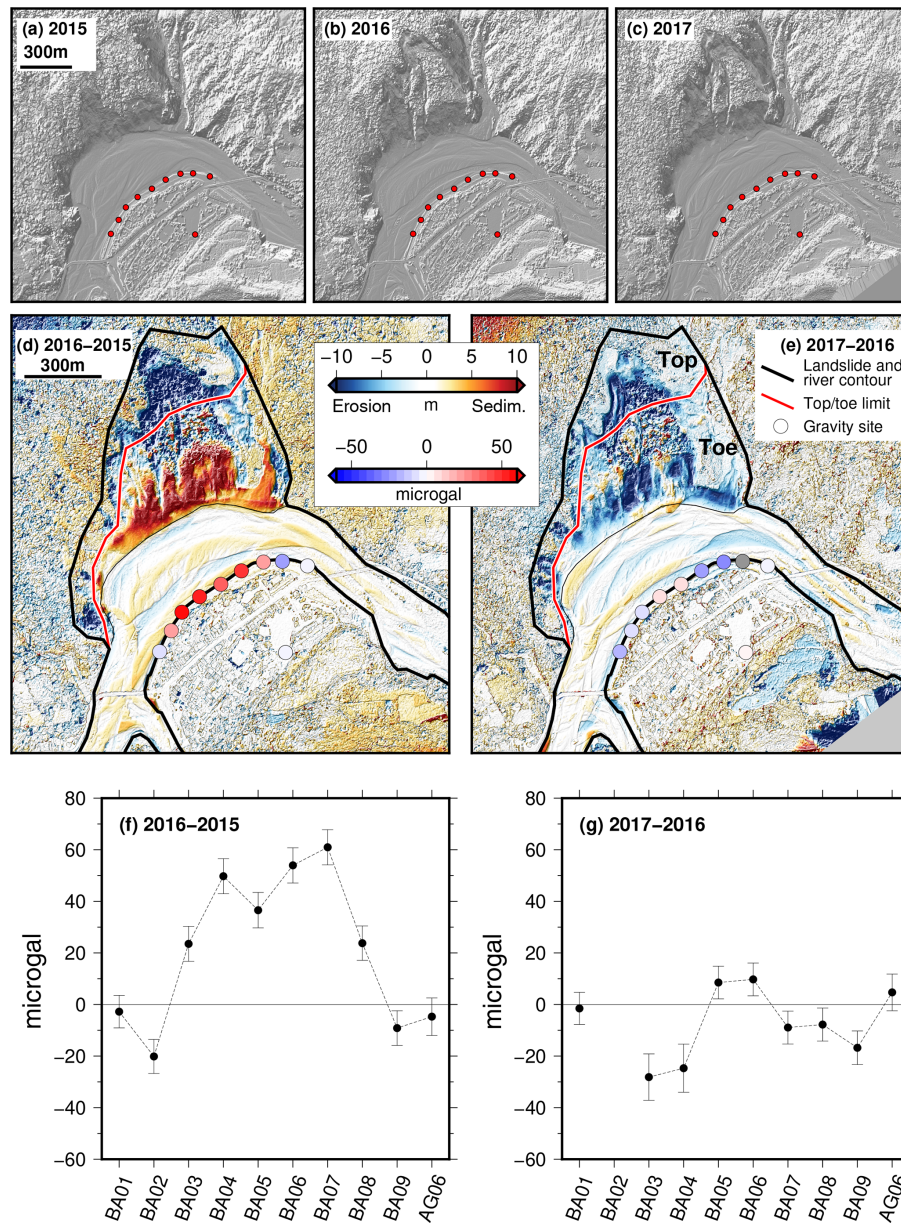 (a) 2015
300m
(b) 2016
(c) 2017
(d) 2016−2015
300m
−10 −5 0 5 10
Erosion m Sedim.
−50 0 50
microgal
Top
Toe
(e) 2017−2016
Landslide and
river contour
Top/toe limit
Gravity site
(f) 2016−2015
microgal
80
60
40
20
0
−20
−40
−60
BA01 BA02 BA03 BA04 BA05 BA06 BA07 BA08 BA09 AG06
(g) 2017−2016
microgal
80
60
40
20
0
−20
−40
−60
BA01 BA02 BA03 BA04 BA05 BA06 BA07 BA08 BA09 AG06